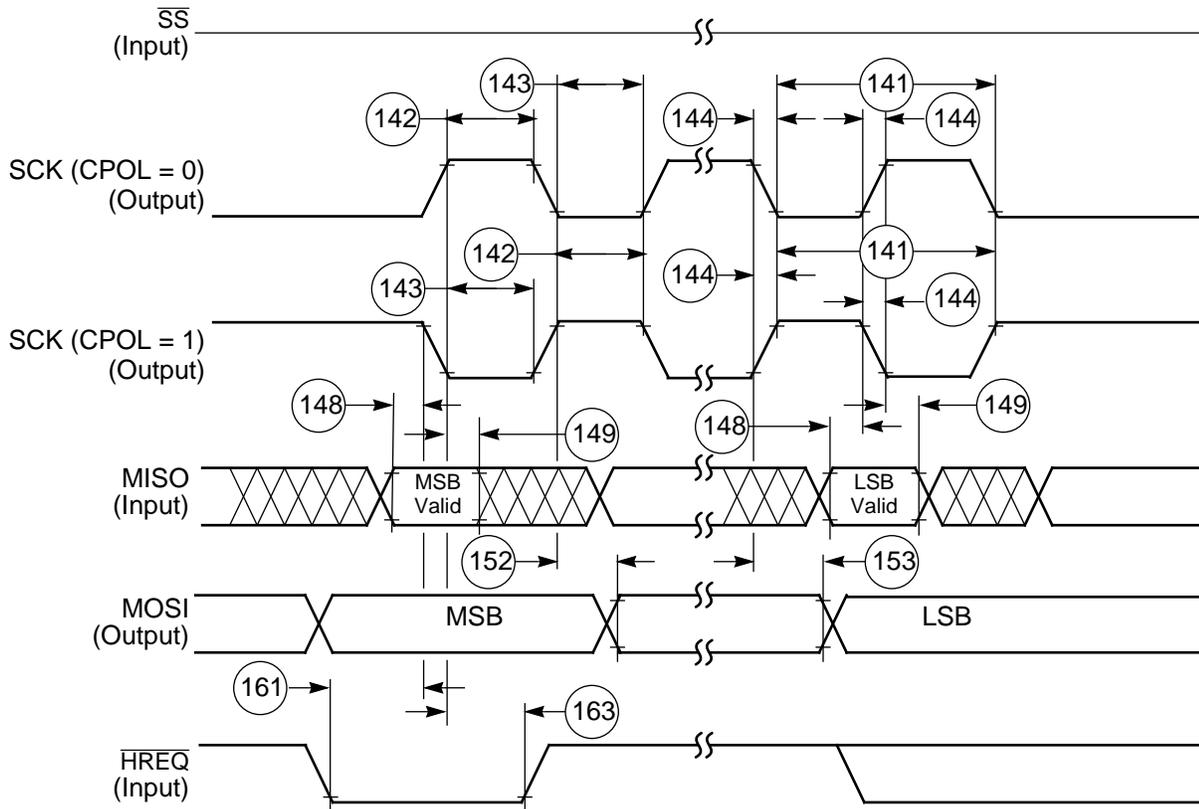 SS
(Input)
143
141
142
144
144
SCK (CPOL = 0)
(Output)
142
141
144
143
144
SCK (CPOL = 1)
(Output)
148
149
148
149
MISO
(Input)
MSB
Valid
LSB
Valid
152
153
MOSI
(Output)
MSB
LSB
161
163
HREQ
(Input)